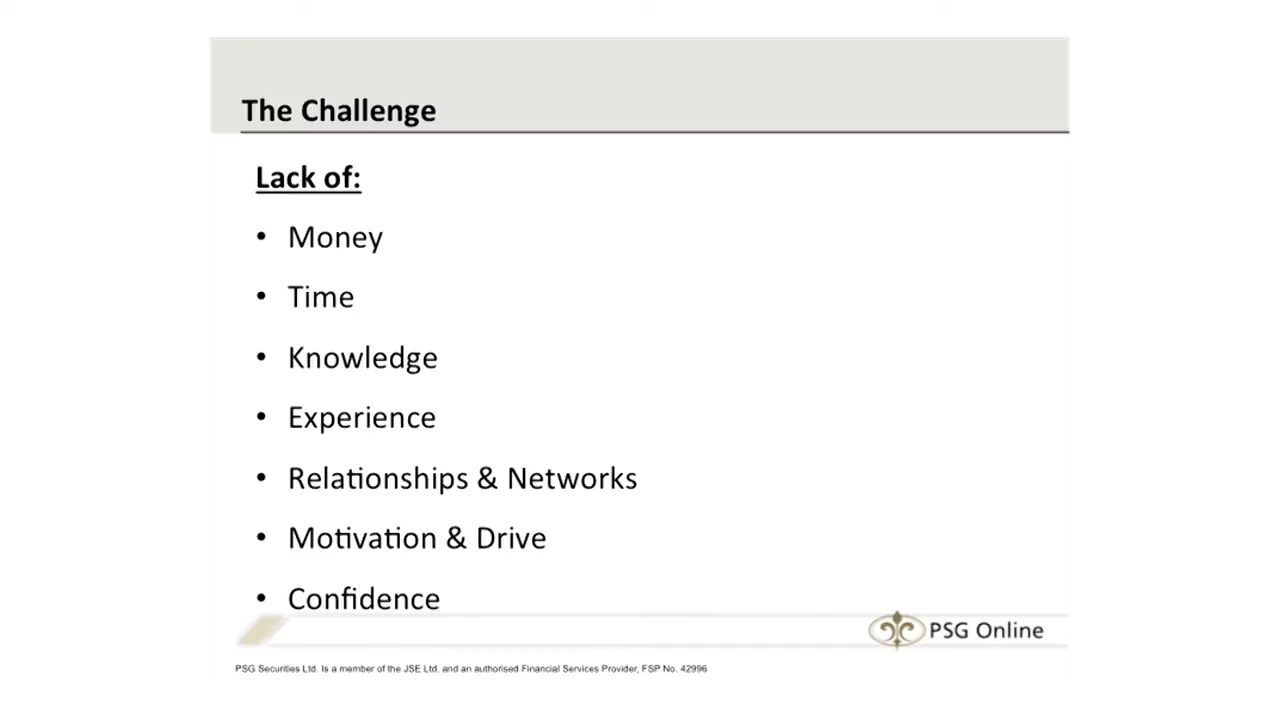 The Challenge
Lack of:
• Money
• Time
• Knowledge
• Experience
• Relationships & Networks
• Motivation & Drive
• Confidence
PSG Online
PSG Securities Ltd. Is a member of the JSE Ltd. and an authorised Financial Services Provider, FSP No. 42996